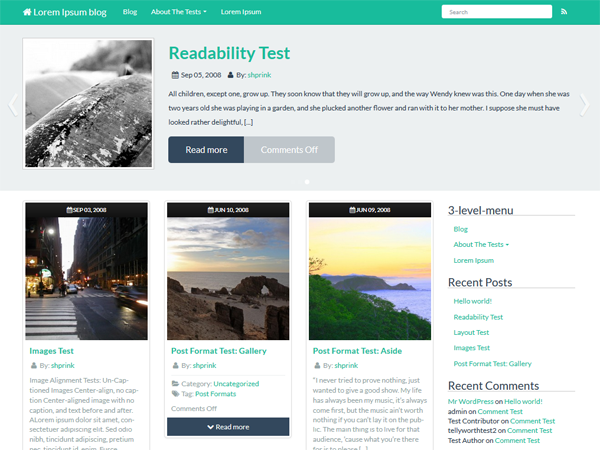 Lorem Ipsum blog Blog About The Tests Lorem Ipsum Search
Readability Test
Sep 05, 2008 By: shprink
All children, except one, grow up. They soon know that they will grow up, and the way Wendy knew was this. One day when she was
two years old she was playing in a garden, and she plucked another flower and ran with it to her mother. I suppose she must have
looked rather delightful, [...]
Read more Comments Off
SEP 03, 2008
Images Test
By: shprink
Image Alignment Tests: Un-Cap-
tioned Images Center-align, no cap-
tion Center-aligned image with no
caption, and text before and after.
ALorem ipsum dolor sit amet, con-
sectetuer adipiscing elit. Sed odio
nibh, tincidunt adipiscing, pretium
nec, tincidunt id, enim. Fusce
JUN 10, 2008
Post Format Test: Gallery
By: shprink
Category: Uncategorized
Tag: Post Formats
Comments Off
Read more
JUN 09, 2008
Post Format Test: Aside
By: shprink
"I never tried to prove nothing, just
wanted to give a good show. My life
has always been my music, it's always
come first, but the music ain't worth
nothing if you can't lay it on the pub-
lic. The main thing is to live for that
audience, 'cause what you're there
for is to please [...]
3-level-menu
Blog
About The Tests
Lorem Ipsum
Recent Posts
Hello world!
Readability Test
Layout Test
Images Test
Post Format Test: Gallery
Recent Comments
Mr WordPress on Hello world!
admin on Comment Test
Test Contributor on Comment Test
tellyworthtest2 on Comment Test
Test Author on Comment Test